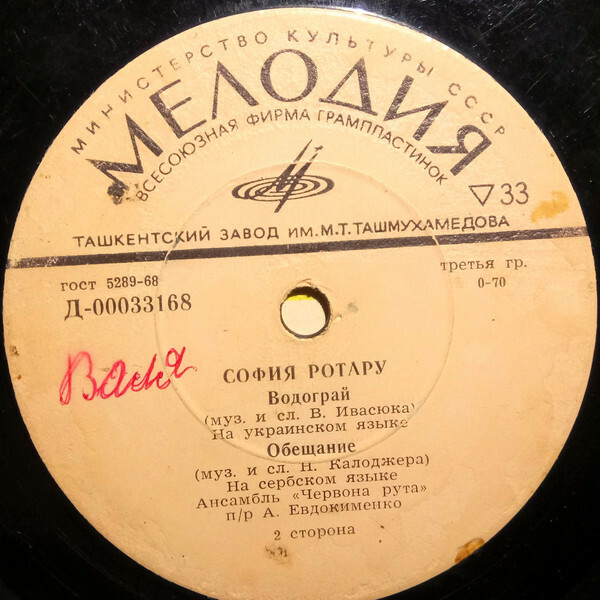 МИНИСТЕРСТВО КУЛЬТУРЫ СССР
МЕЛОДИЯ
ВСЕСОЮЗНАЯ ФИРМА ГРАМПЛАСТИНОК
33
ТАШКЕНТСКИЙ ЗАВОД ИМ.М.Т.ТАШМУХАМЕДОВА
гост 5289-68
Д-00033168
третья гр.
0-70
Валя
СОФИЯ РОТАРУ
Водограй
(муз. и сл. В. Ивасюка)
На украинском языке
Обещание
(муз. и сл. Н. Калоджера)
На сербском языке
Ансамбль «Червона рута»
п/р А. Евдокименко
2 сторона